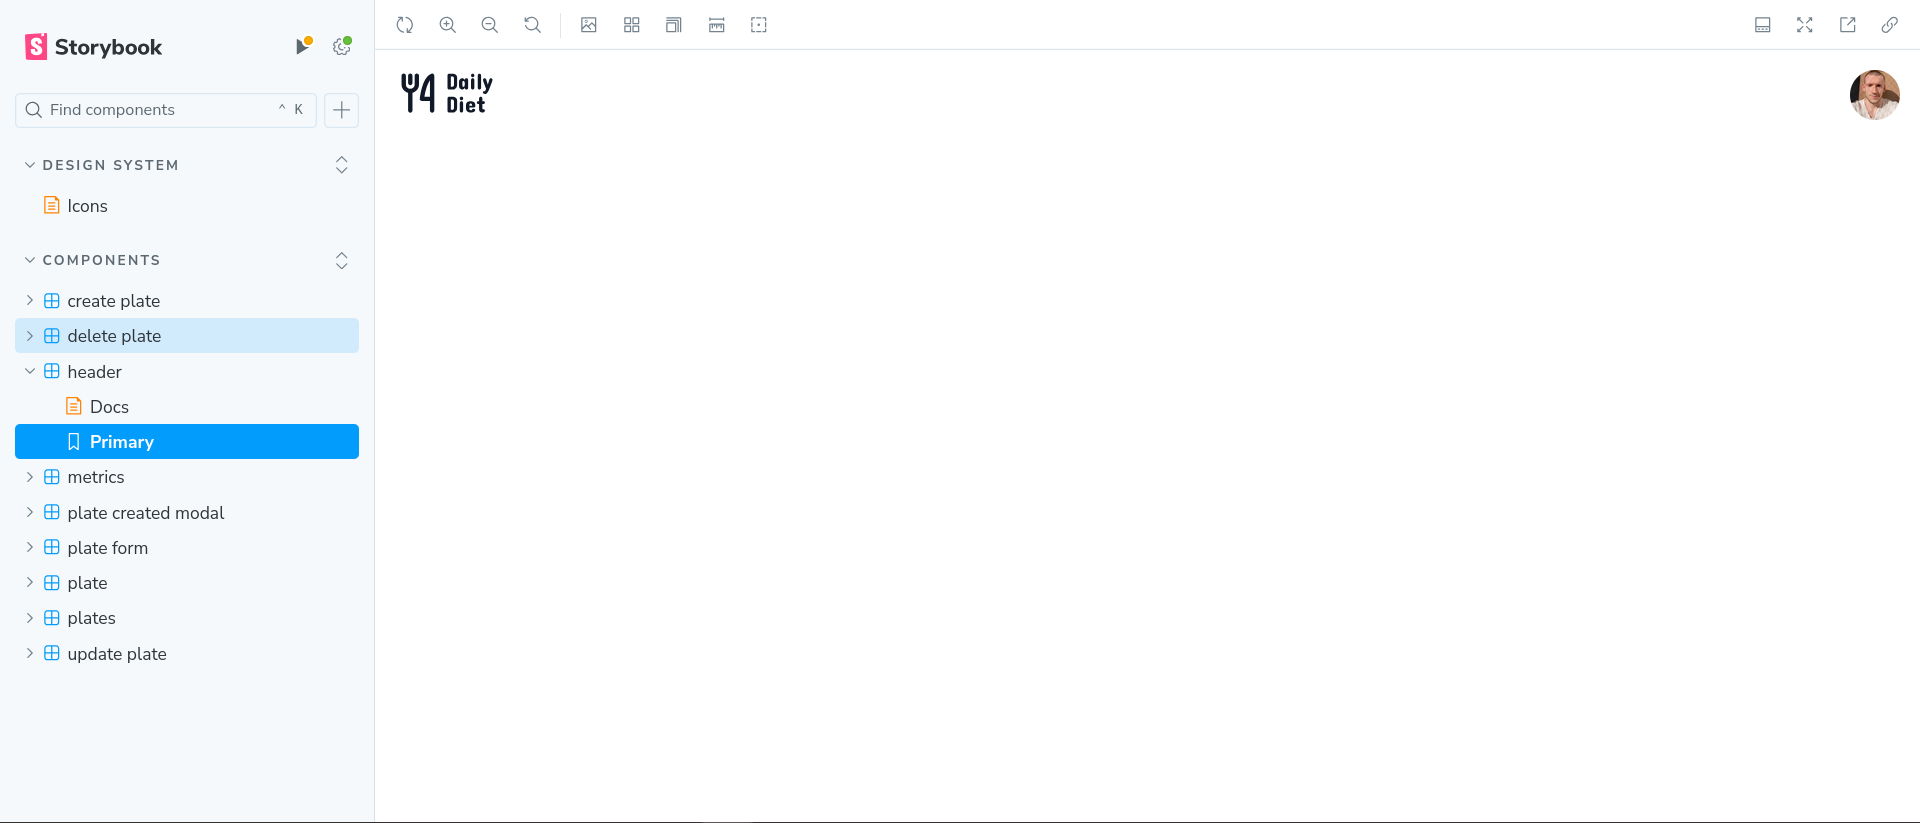 Storybook
Find components
^ K
DESIGN SYSTEM
Icons
COMPONENTS
create plate
delete plate
header
Docs
Primary
metrics
plate created modal
plate form
plate
plates
update plate
Daily
Diet